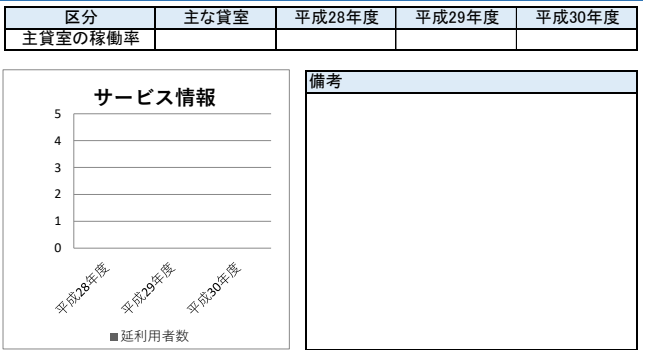 区分 主な貸室 平成28年度 平成29年度 平成30年度
主貸室の稼働率
サービス情報
5
4
3
2
1
0
平成28年度 平成29年度 平成30年度
■延利用者数
備考